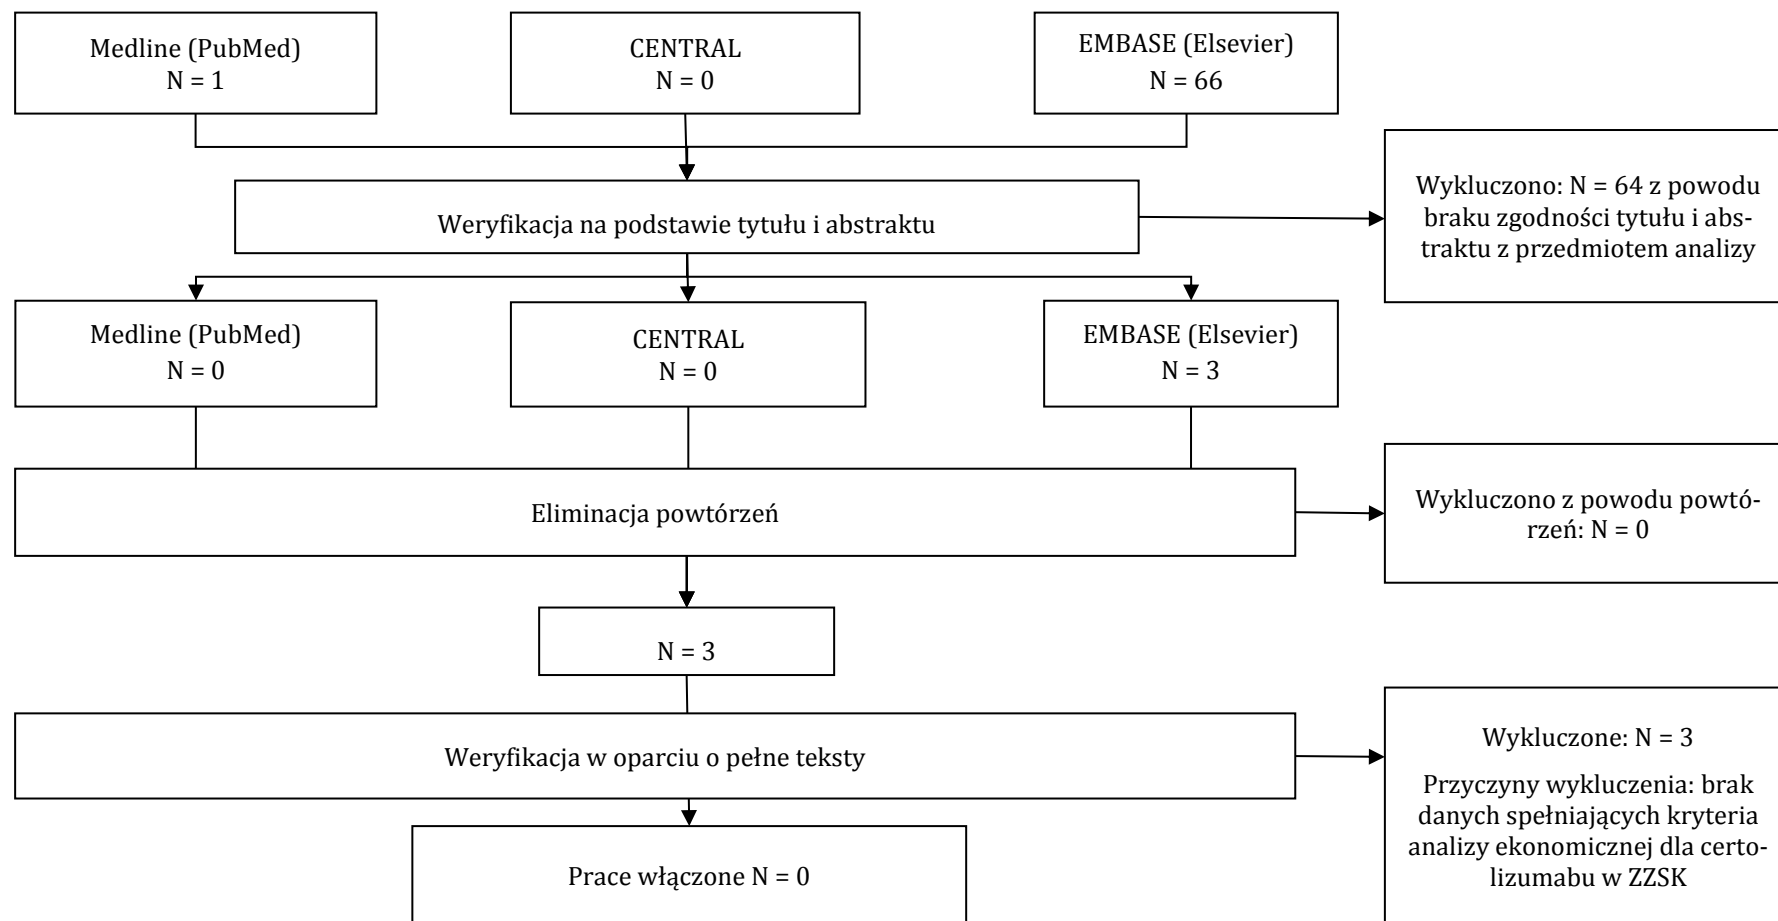 Medline (PubMed)
N = 1
CENTRAL
N = 0
EMBASE (Elsevier)
N = 66
Weryfikacja na podstawie tytułu i abstraktu
Wykluczono: N = 64 z powodu
braku zgodności tytułu i abs-
traktu z przedmiotem analizy
Medline (PubMed)
N = 0
CENTRAL
N = 0
EMBASE (Elsevier)
N = 3
Eliminacja powtórzeń
Wykluczono z powodu powtó-
rzeń: N = 0
N = 3
Weryfikacja w oparciu o pełne teksty
Wykluczone: N = 3
Przyczyny wykluczenia: brak
danych spełniających kryteria
analizy ekonomicznej dla certo-
lizumabu w ZZSK
Prace włączone N = 0